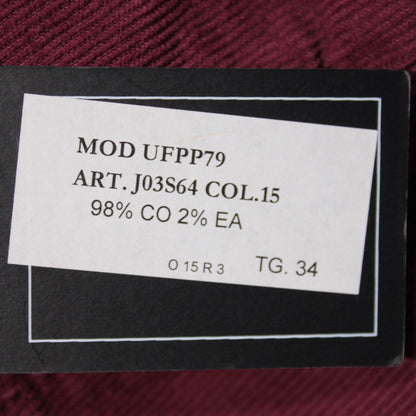 MOD UFPP79
ART. J03S64 COL.15
98% CO 2% EA
O 15 R 3 TG. 34